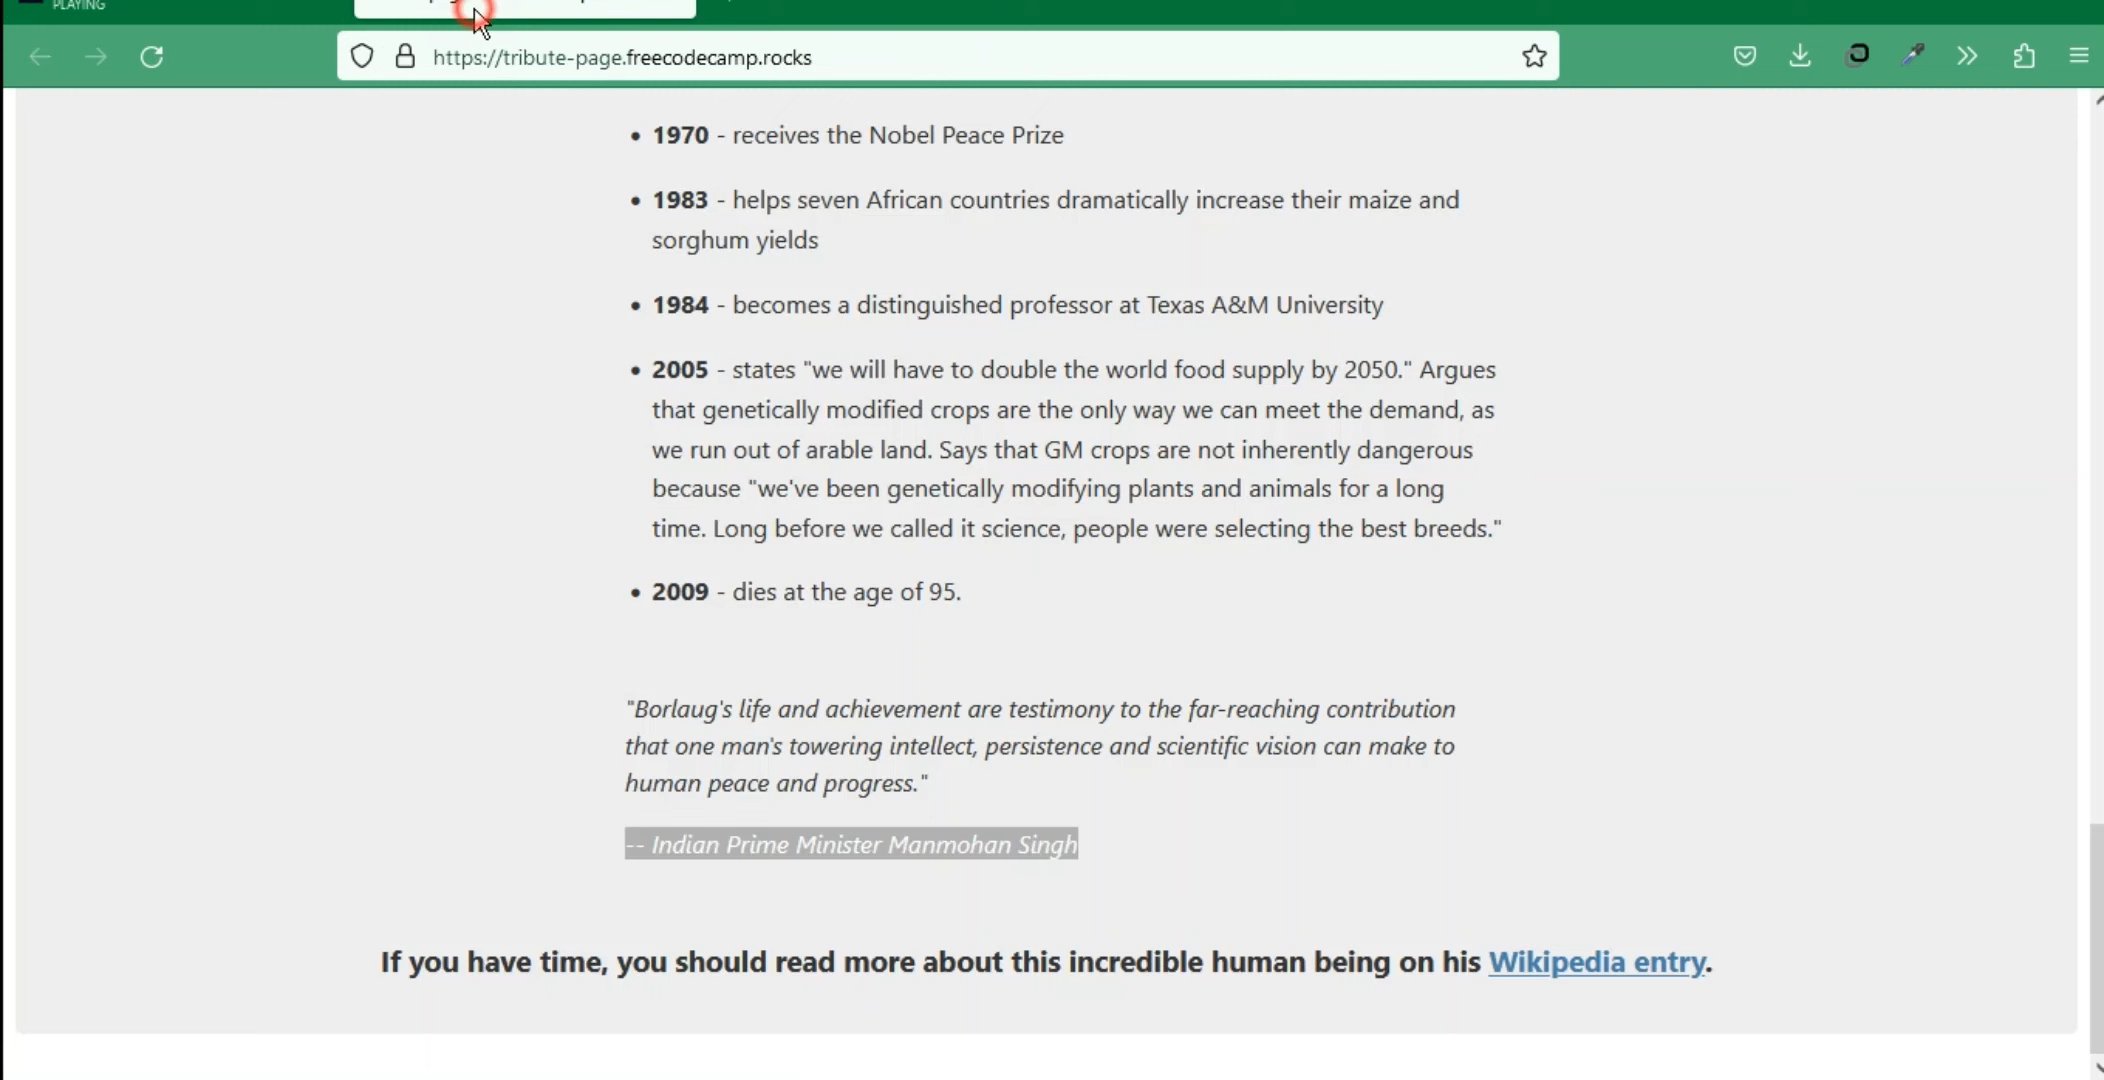 PLAYING
https://tribute-page.freecodecamp.rocks
• 1970 - receives the Nobel Peace Prize
• 1983 - helps seven African countries dramatically increase their maize and
sorghum yields
• 1984 - becomes a distinguished professor at Texas A&M University
• 2005 - states "we will have to double the world food supply by 2050." Argues
that genetically modified crops are the only way we can meet the demand, as
we run out of arable land. Says that GM crops are not inherently dangerous
because "we've been genetically modifying plants and animals for a long
time. Long before we called it science, people were selecting the best breeds."
• 2009 - dies at the age of 95.
"Borlaug's life and achievement are testimony to the far-reaching contribution
that one man's towering intellect, persistence and scientific vision can make to
human peace and progress."
-- Indian Prime Minister Manmohan Singh
If you have time, you should read more about this incredible human being on his Wikipedia entry.